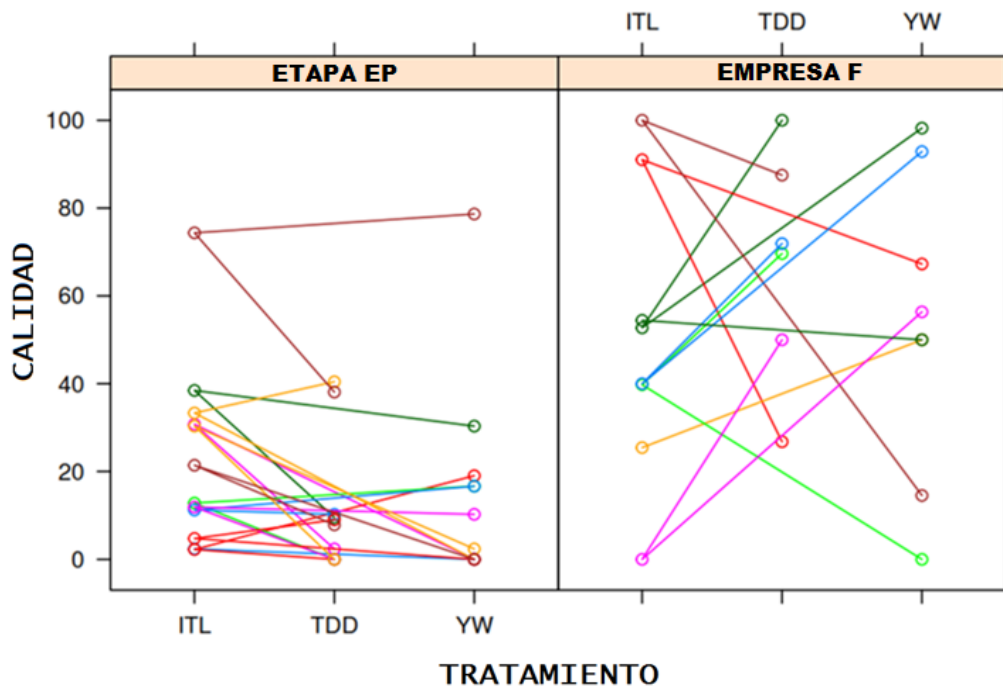 ITL TDD YW
ETAPA EP EMPRESA F
100
80
60
40
20
0
CALIDAD
ITL TDD YW
TRATAMIENTO